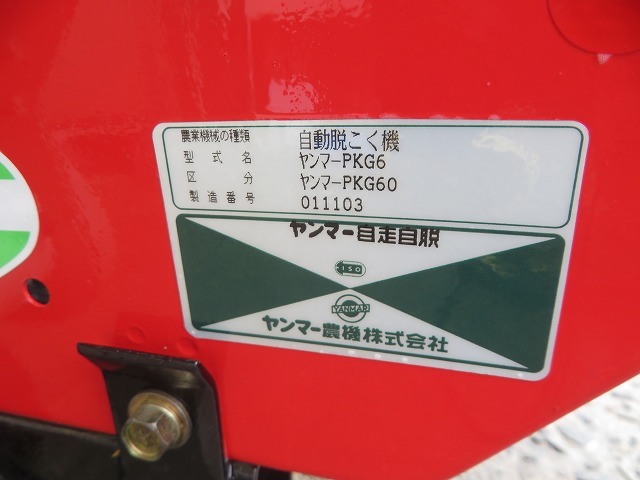 農業機械の種類 自動脱こく機
型式名 ヤンマーPKG6
区分 ヤンマーPKG60
製造番号 011103
ヤンマー自走自脱
ISO
YANMAR
ヤンマー農機株式会社